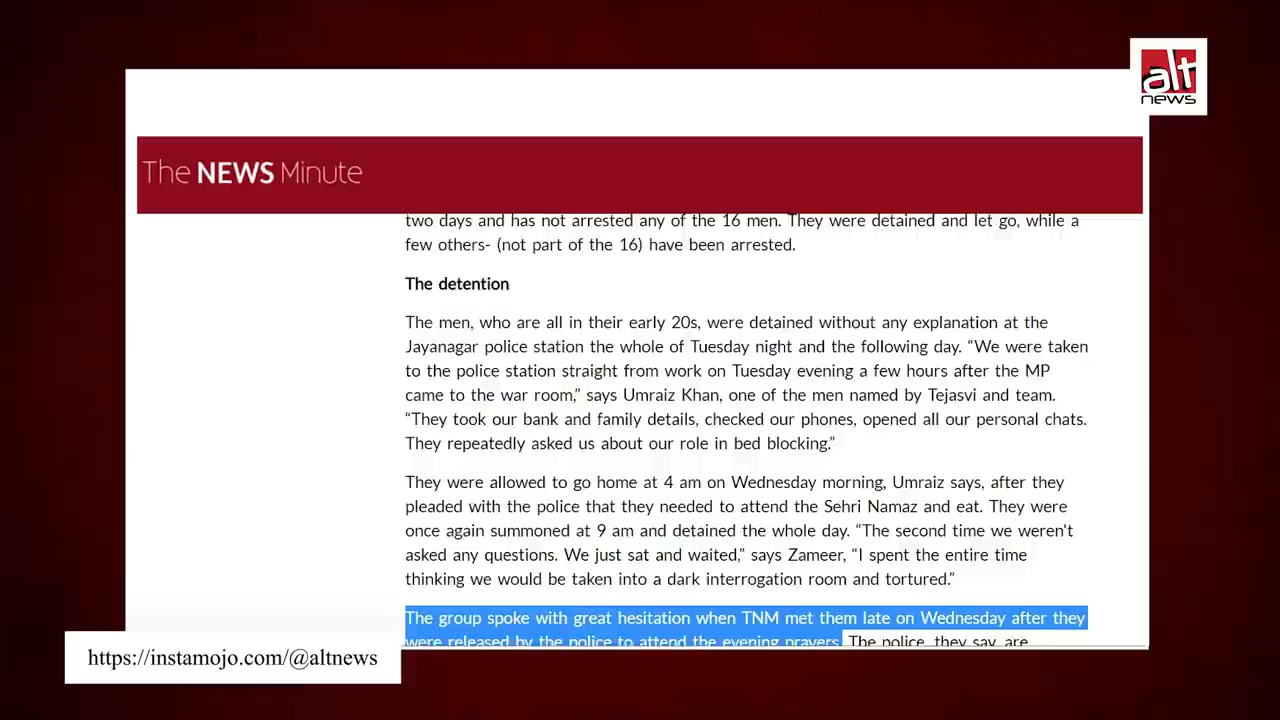 alt
news
The NEWS Minute
two days and has not arrested any of the 16 men. They were detained and let go, while a
few others- (not part of the 16) have been arrested.
The detention
The men, who are all in their early 20s, were detained without any explanation at the
Jayanagar police station the whole of Tuesday night and the following day. “We were taken
to the police station straight from work on Tuesday evening a few hours after the MP
came to the war room,” says Umraiz Khan, one of the men named by Tejasvi and team.
“They took our bank and family details, checked our phones, opened all our personal chats.
They repeatedly asked us about our role in bed blocking.”
They were allowed to go home at 4 am on Wednesday morning, Umraiz says, after they
pleaded with the police that they needed to attend the Sehri Namaz and eat. They were
once again summoned at 9 am and detained the whole day. “The second time we weren't
asked any questions. We just sat and waited,” says Zameer, “I spent the entire time
thinking we would be taken into a dark interrogation room and tortured.”
The group spoke with great hesitation when TNM met them late on Wednesday after they
were released by the police to attend the evening prayers. The police, they say, are
https://instamojo.com/@altnews